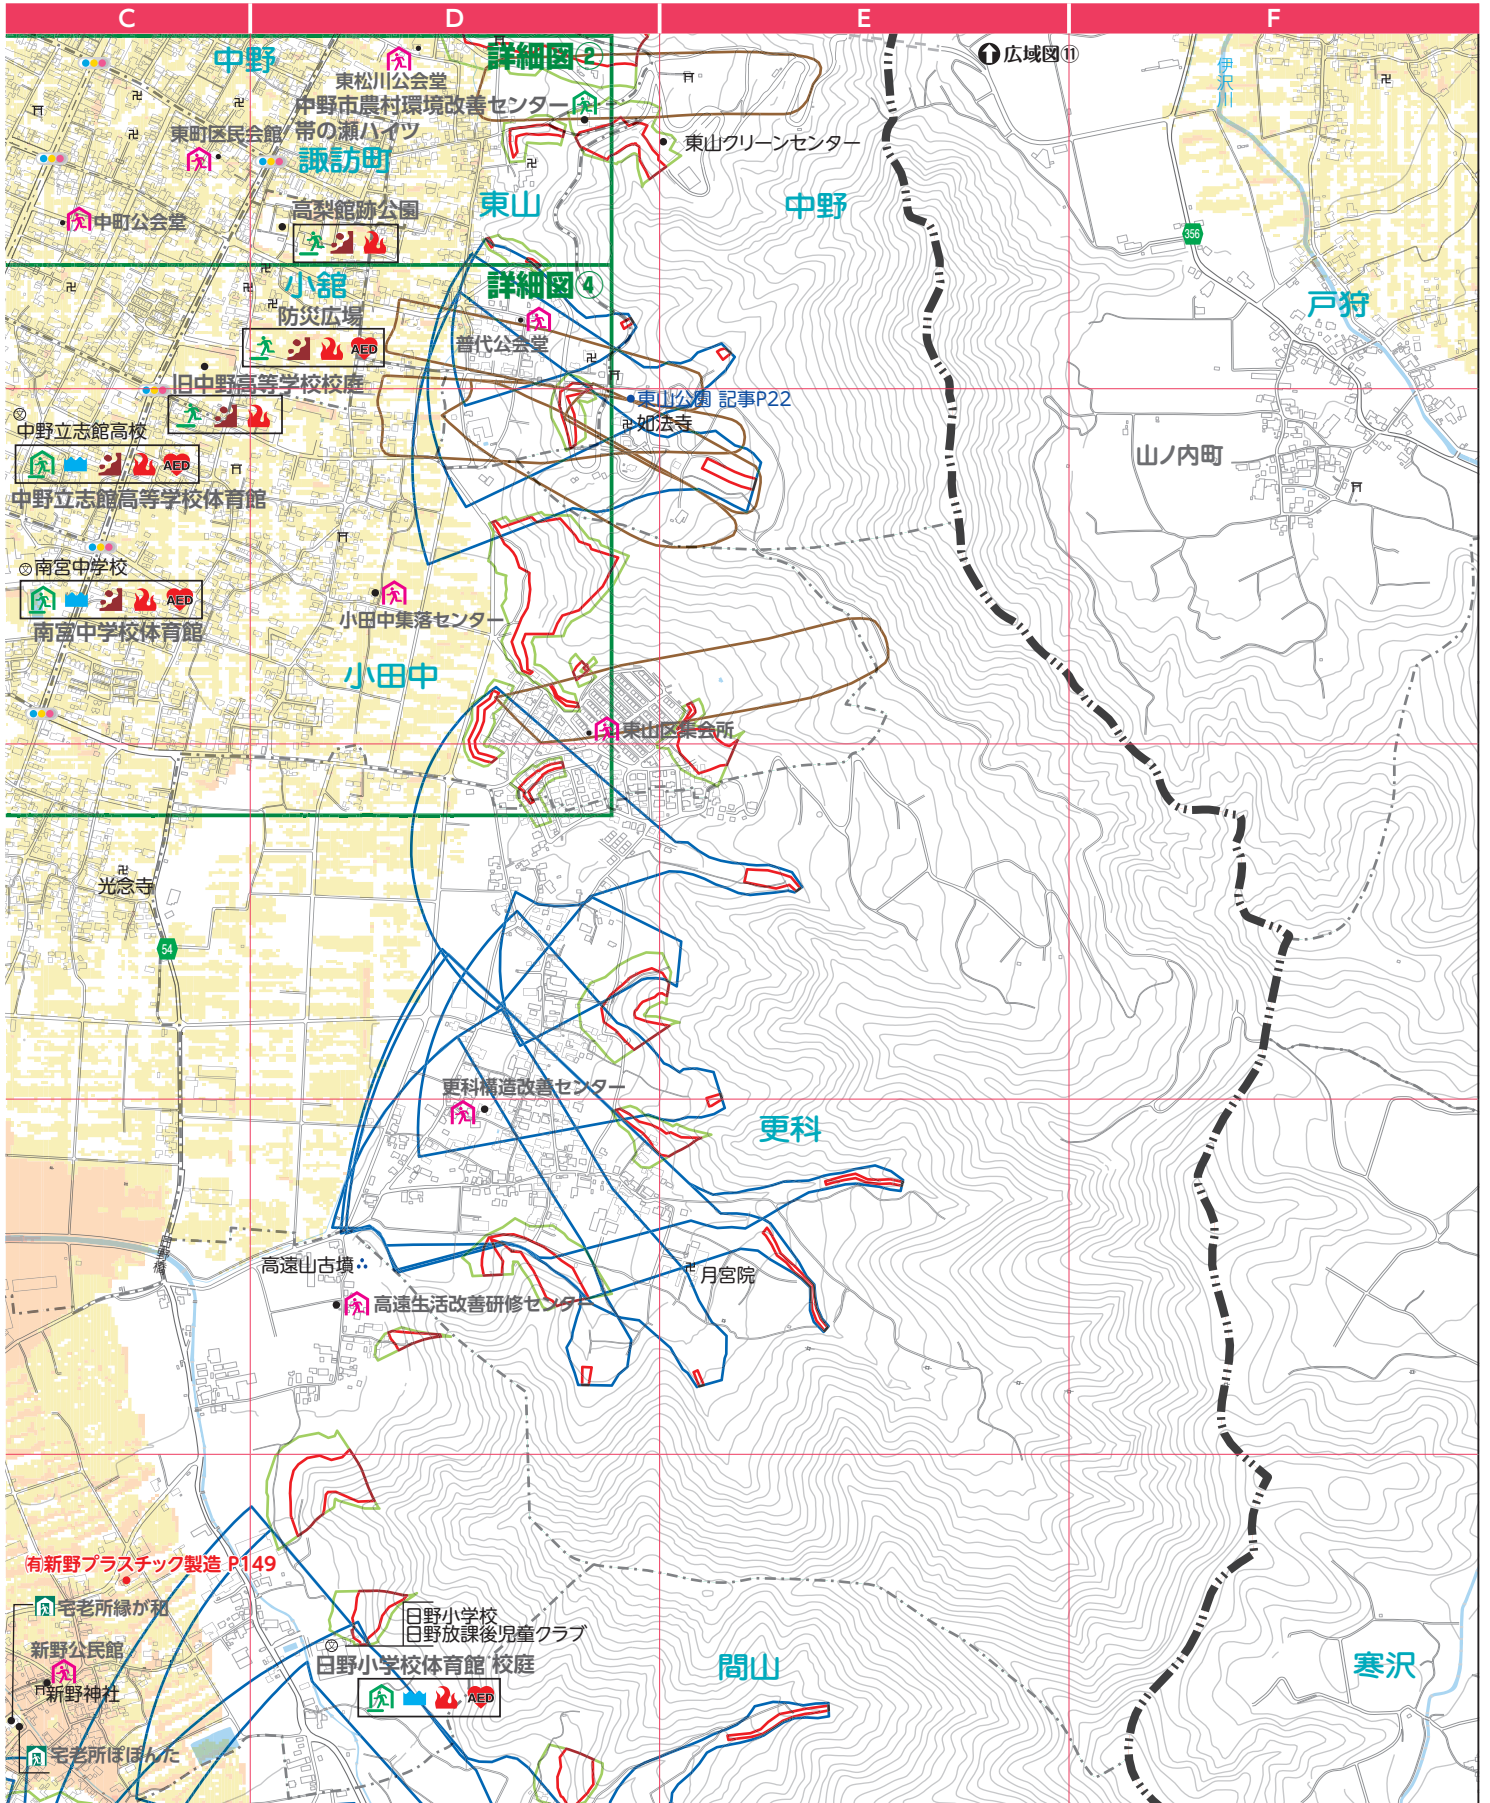 C
D
E
F
中野
詳細図②
広域図⑪
伊沢川
東松川公会堂
中野市農村環境改善センター
帯の瀬ハイツ
東町区民会館
諏訪町
東山クリーンセンター
東山
中野
高梨館跡公園
中町公会堂
356
小舘
詳細図④
戸狩
防災広場
普代公会堂
AED
旧中野高等学校校庭
東山公園 記事P22
如法寺
中野立志館高校
山ノ内町
AED
中野立志館高等学校体育館
南宮中学校
AED
南宮中学校体育館
小田中集落センター
小田中
東山区集会所
光念寺
54
更科構造改善センター
更科
高遠山古墳
月宮院
高遠生活改善研修センター
㈲新野プラスチック製造 P149
宅老所縁が和
日野小学校
日野放課後児童クラブ
新野公民館
日野小学校体育館 校庭
間山
寒沢
新野神社
AED
宅老所ぽぽんた